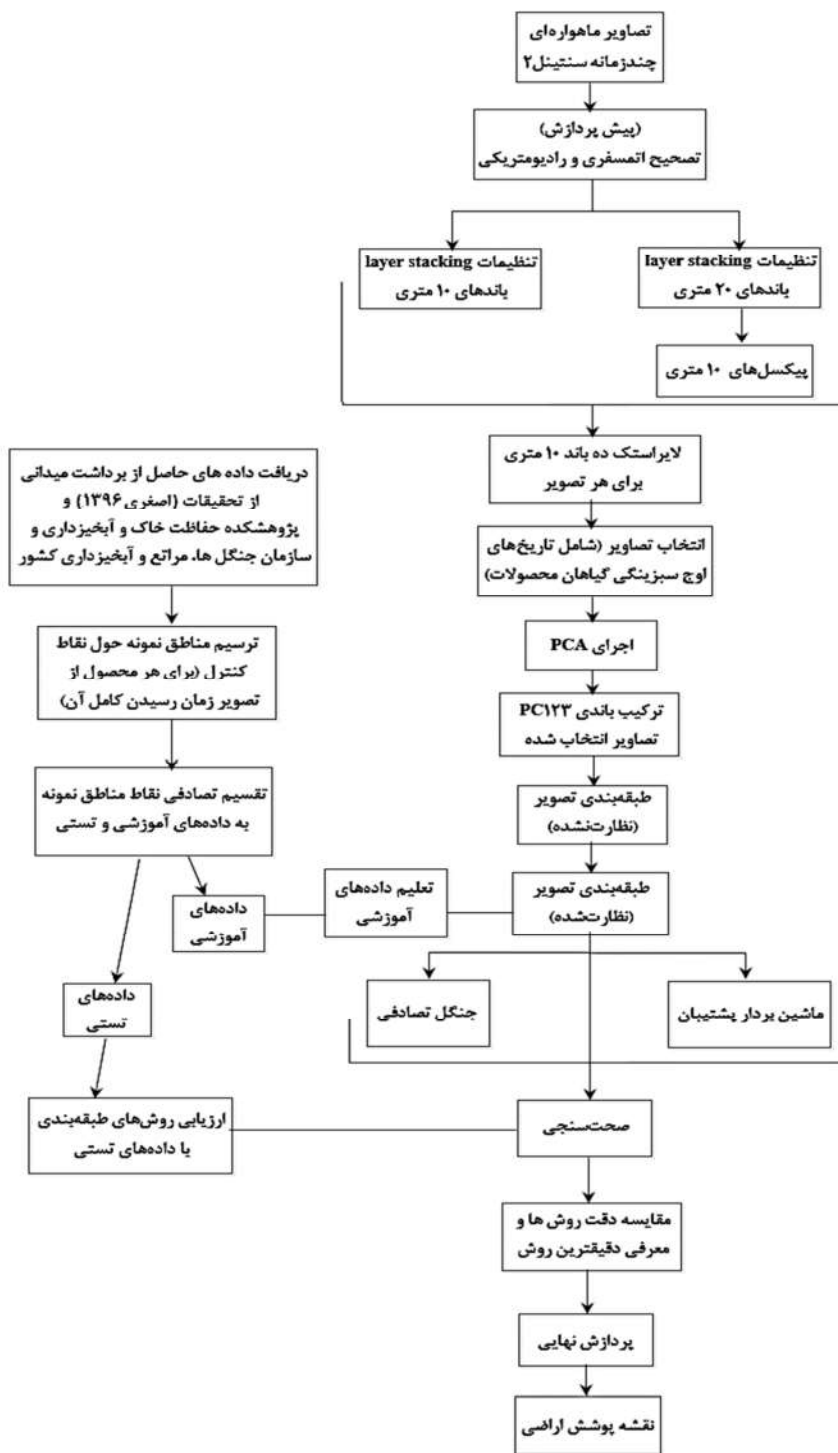 تصاویر ماهواره‌ای
چندزمانه سنتینل۲
(پیش پردازش)
تصحیح اتمسفری و رادیومتریکی
تنظیمات layer stacking
باندهای ۲۰ متری
تنظیمات layer stacking
باندهای ۱۰ متری
پیکسل‌های ۱۰ متری
لایراستک ده باند ۱۰ متری
برای هر تصویر
انتخاب تصاویر (شامل تاریخ‌های
اوج سبزینگی گیاهان محصولات)
اجرای PCA
ترکیب باندی PC۱۲۳
تصاویر انتخاب شده
طبقه‌بندی تصویر
(نظارت‌نشده)
طبقه‌بندی تصویر
(نظارت‌شده)
دریافت داده های حاصل از برداشت میدانی
از تحقیقات (اصغری ۱۳۹۶) و
پژوهشکده حفاظت خاک و آبخیزداری و
سازمان جنگل ها، مراتع و آبخیزداری کشور
ترسیم مناطق نمونه حول نقاط
کنترل (برای هر محصول از
تصویر زمان رسیدن کامل آن)
تقسیم تصادفی نقاط مناطق نمونه
به داده‌های آموزشی و تستی
تعلیم داده‌های
آموزشی
داده‌های
آموزشی
داده‌های
تستی
ماشین بردار پشتیبان
جنگل تصادفی
ارزیابی روش‌های طبقه‌بندی
با داده‌های تستی
صحت‌سنجی
مقایسه دقت روش ها و
معرفی دقیقترین روش
پردازش نهایی
نقشه پوشش اراضی